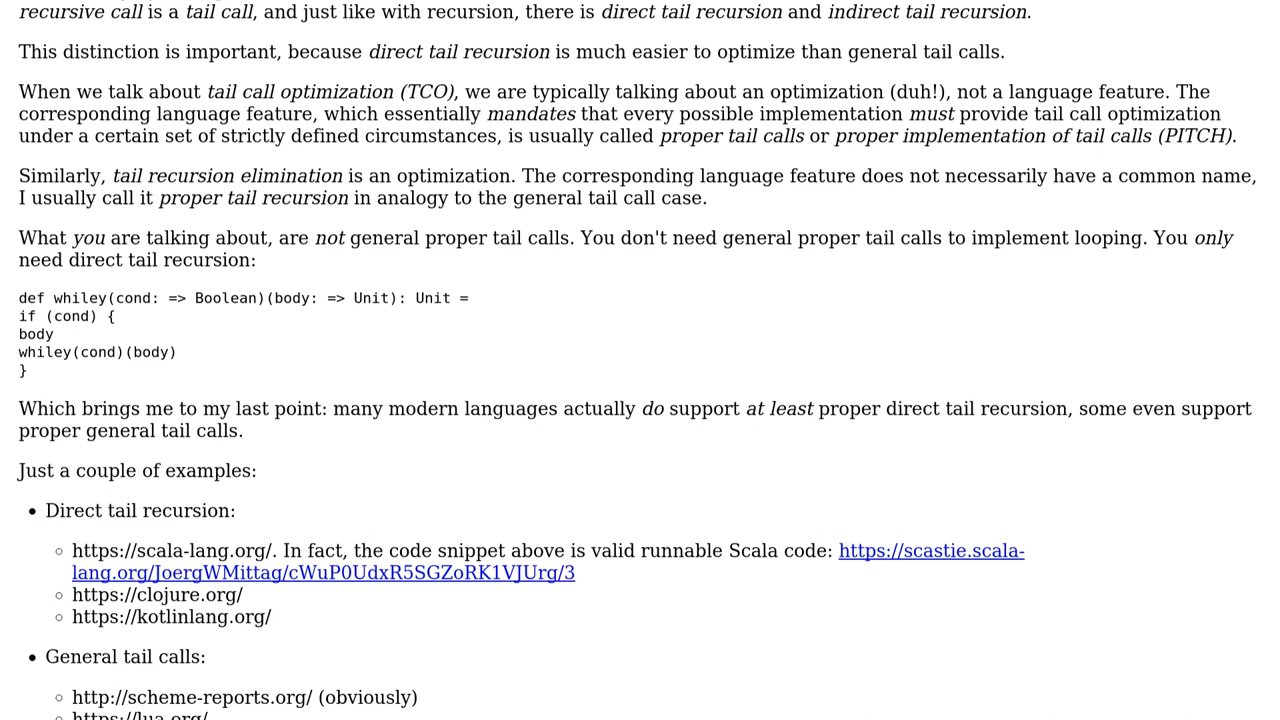 recursive call is a tail call, and just like with recursion, there is direct tail recursion and indirect tail recursion.
This distinction is important, because direct tail recursion is much easier to optimize than general tail calls.
When we talk about tail call optimization (TCO), we are typically talking about an optimization (duh!), not a language feature. The
corresponding language feature, which essentially mandates that every possible implementation must provide tail call optimization
under a certain set of strictly defined circumstances, is usually called proper tail calls or proper implementation of tail calls (PITCH).
Similarly, tail recursion elimination is an optimization. The corresponding language feature does not necessarily have a common name,
I usually call it proper tail recursion in analogy to the general tail call case.
What you are talking about, are not general proper tail calls. You don't need general proper tail calls to implement looping. You only
need direct tail recursion:
def whiley(cond: => Boolean)(body: => Unit): Unit =
if (cond) {
body
whiley(cond)(body)
}
Which brings me to my last point: many modern languages actually do support at least proper direct tail recursion, some even support
proper general tail calls.
Just a couple of examples:
• Direct tail recursion:
◦ https://scala-lang.org/. In fact, the code snippet above is valid runnable Scala code: https://scastie.scala-
lang.org/JoergWMittag/cWuP0UdxR5SGZoRK1VJUrg/3
◦ https://clojure.org/
◦ https://kotlinlang.org/
• General tail calls:
◦ http://scheme-reports.org/ (obviously)
◦ https://lua.org/